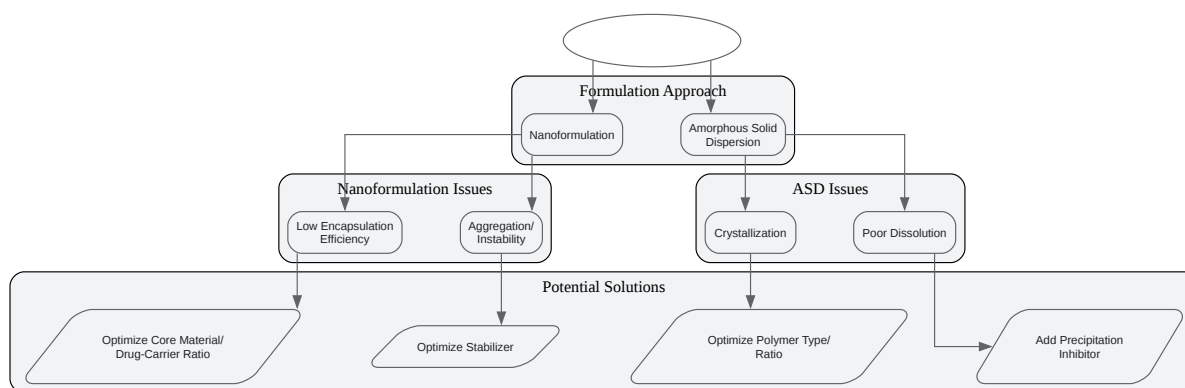 Formulation Approach
Nanoformulation
Amorphous Solid
Dispersion
Nanoformulation Issues
ASD Issues
Low Encapsulation
Efficiency
Aggregation/
Instability
Crystallization
Poor Dissolution
Potential Solutions
Optimize Core Material/
Drug-Carrier Ratio
Optimize Stabilizer
Optimize Polymer Type/
Ratio
Add Precipitation
Inhibitor